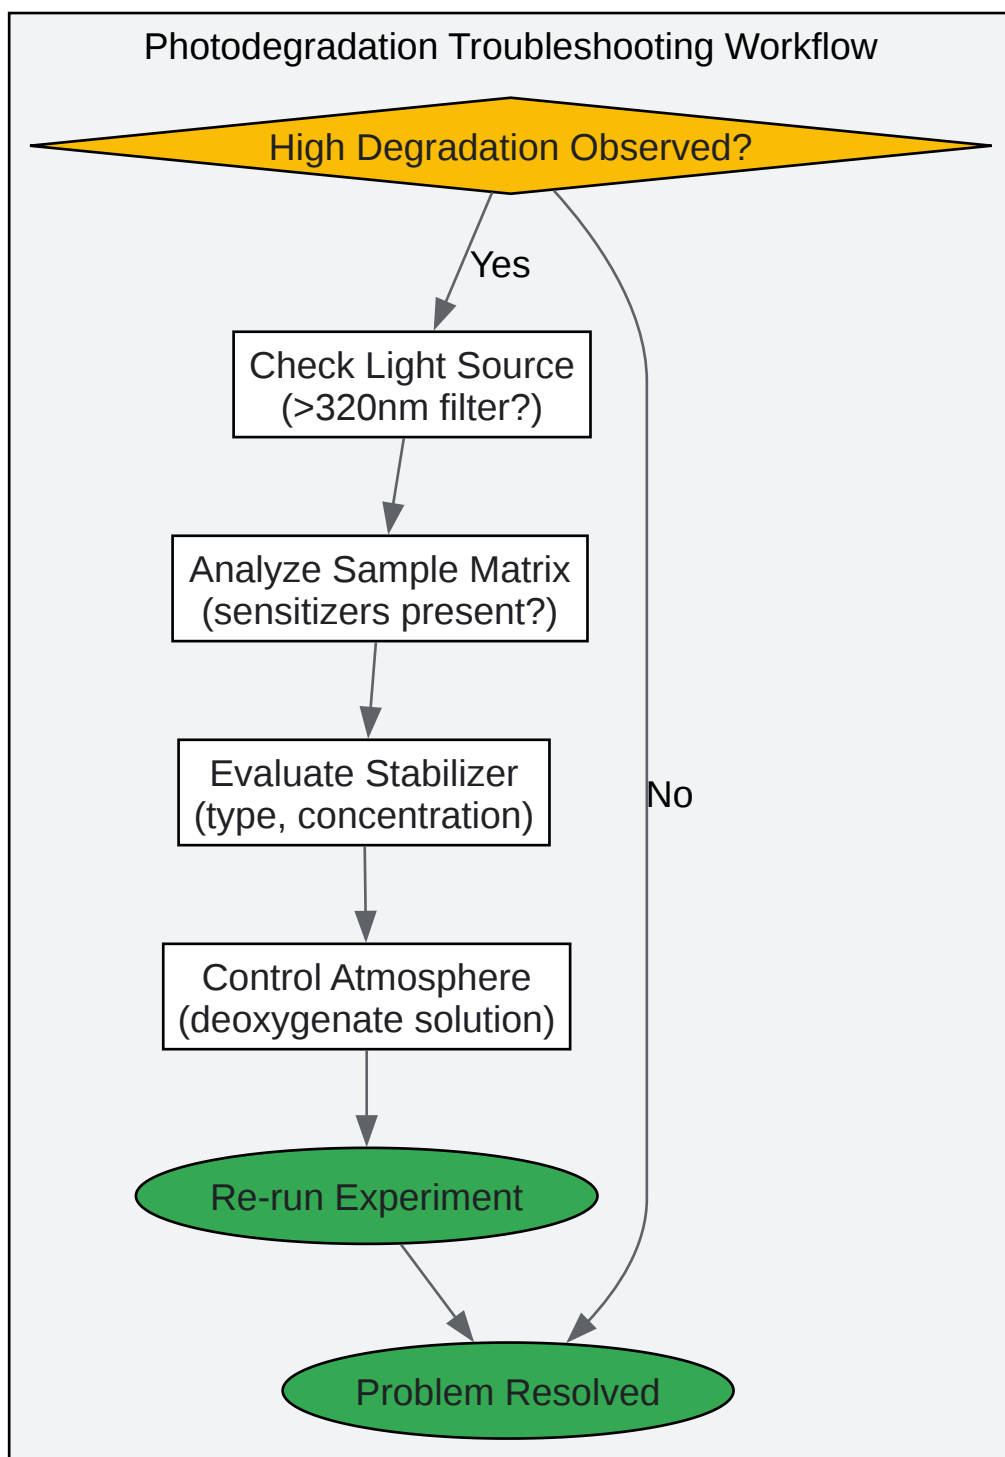 Photodegradation Troubleshooting Workflow
High Degradation Observed?
Yes
Check Light Source
(>320nm filter?)
Analyze Sample Matrix
(sensitizers present?)
Evaluate Stabilizer
(type, concentration)
No
Control Atmosphere
(deoxygenate solution)
Re-run Experiment
Problem Resolved